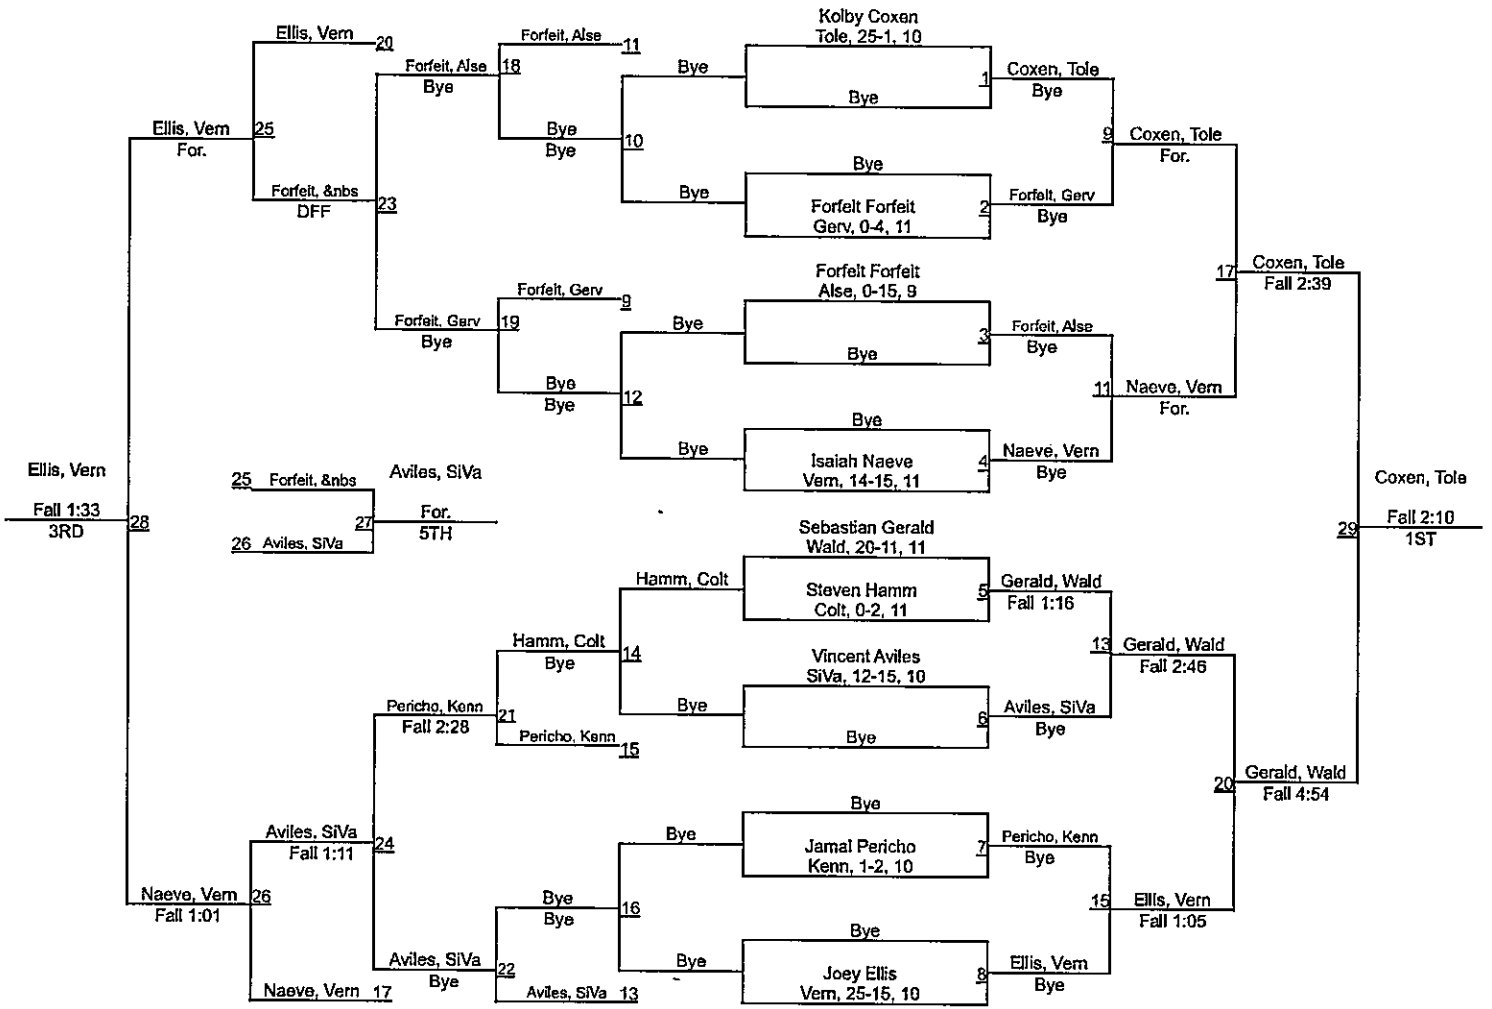 Kolby Coxen
Tole, 25-1, 10
Ellis, Vern
20
Forfeit, Alse
11
Forfeit, Alse
18
Bye
Bye
1
Coxen, Tole
Bye
Bye
Ellis, Vern
25
For.
Bye
Bye
10
9
Coxen, Tole
For.
Bye
Forfeit, &nbs
DFF
23
Bye
Forfeit Forfeit
Gerv, 0-4, 11
2
Forfeit, Gerv
Bye
Forfeit Forfeit
Alse, 0-15, 9
17
Coxen, Tole
Fall 2:39
Forfeit, Gerv
9
Forfeit, Gerv
19
Bye
Bye
3
Forfeit, Alse
Bye
Bye
Bye
Bye
12
11
Naeve, Vern
For.
Bye
Bye
Isaiah Naeve
Vern, 14-15, 11
4
Naeve, Vern
Bye
Ellis, Vern
Fall 1:33
3RD
28
25
Forfeit, &nbs
Aviles, SiVa
27
For.
5TH
26
Aviles, SiVa
Coxen, Tole
29
Fall 2:10
1ST
Sebastian Gerald
Wald, 20-11, 11
Hamm, Colt
Steven Hamm
Colt, 0-2, 11
5
Gerald, Wald
Fall 1:16
Hamm, Colt
Bye
14
13
Gerald, Wald
Fall 2:46
Vincent Aviles
SiVa, 12-15, 10
Pericho, Kenn
Fall 2:28
21
Bye
6
Aviles, SiVa
Bye
Pericho, Kenn
15
Bye
20
Gerald, Wald
Fall 4:54
Bye
Aviles, SiVa
Fall 1:11
24
Bye
Jamal Pericho
Kenn, 1-2, 10
7
Pericho, Kenn
Bye
Naeve, Vern
Fall 1:01
26
Bye
Bye
16
15
Ellis, Vern
Fall 1:05
Bye
Aviles, SiVa
Bye
22
Bye
Joey Ellis
Vern, 25-15, 10
8
Ellis, Vern
Bye
Naeve, Vern
17
Aviles, SiVa
13